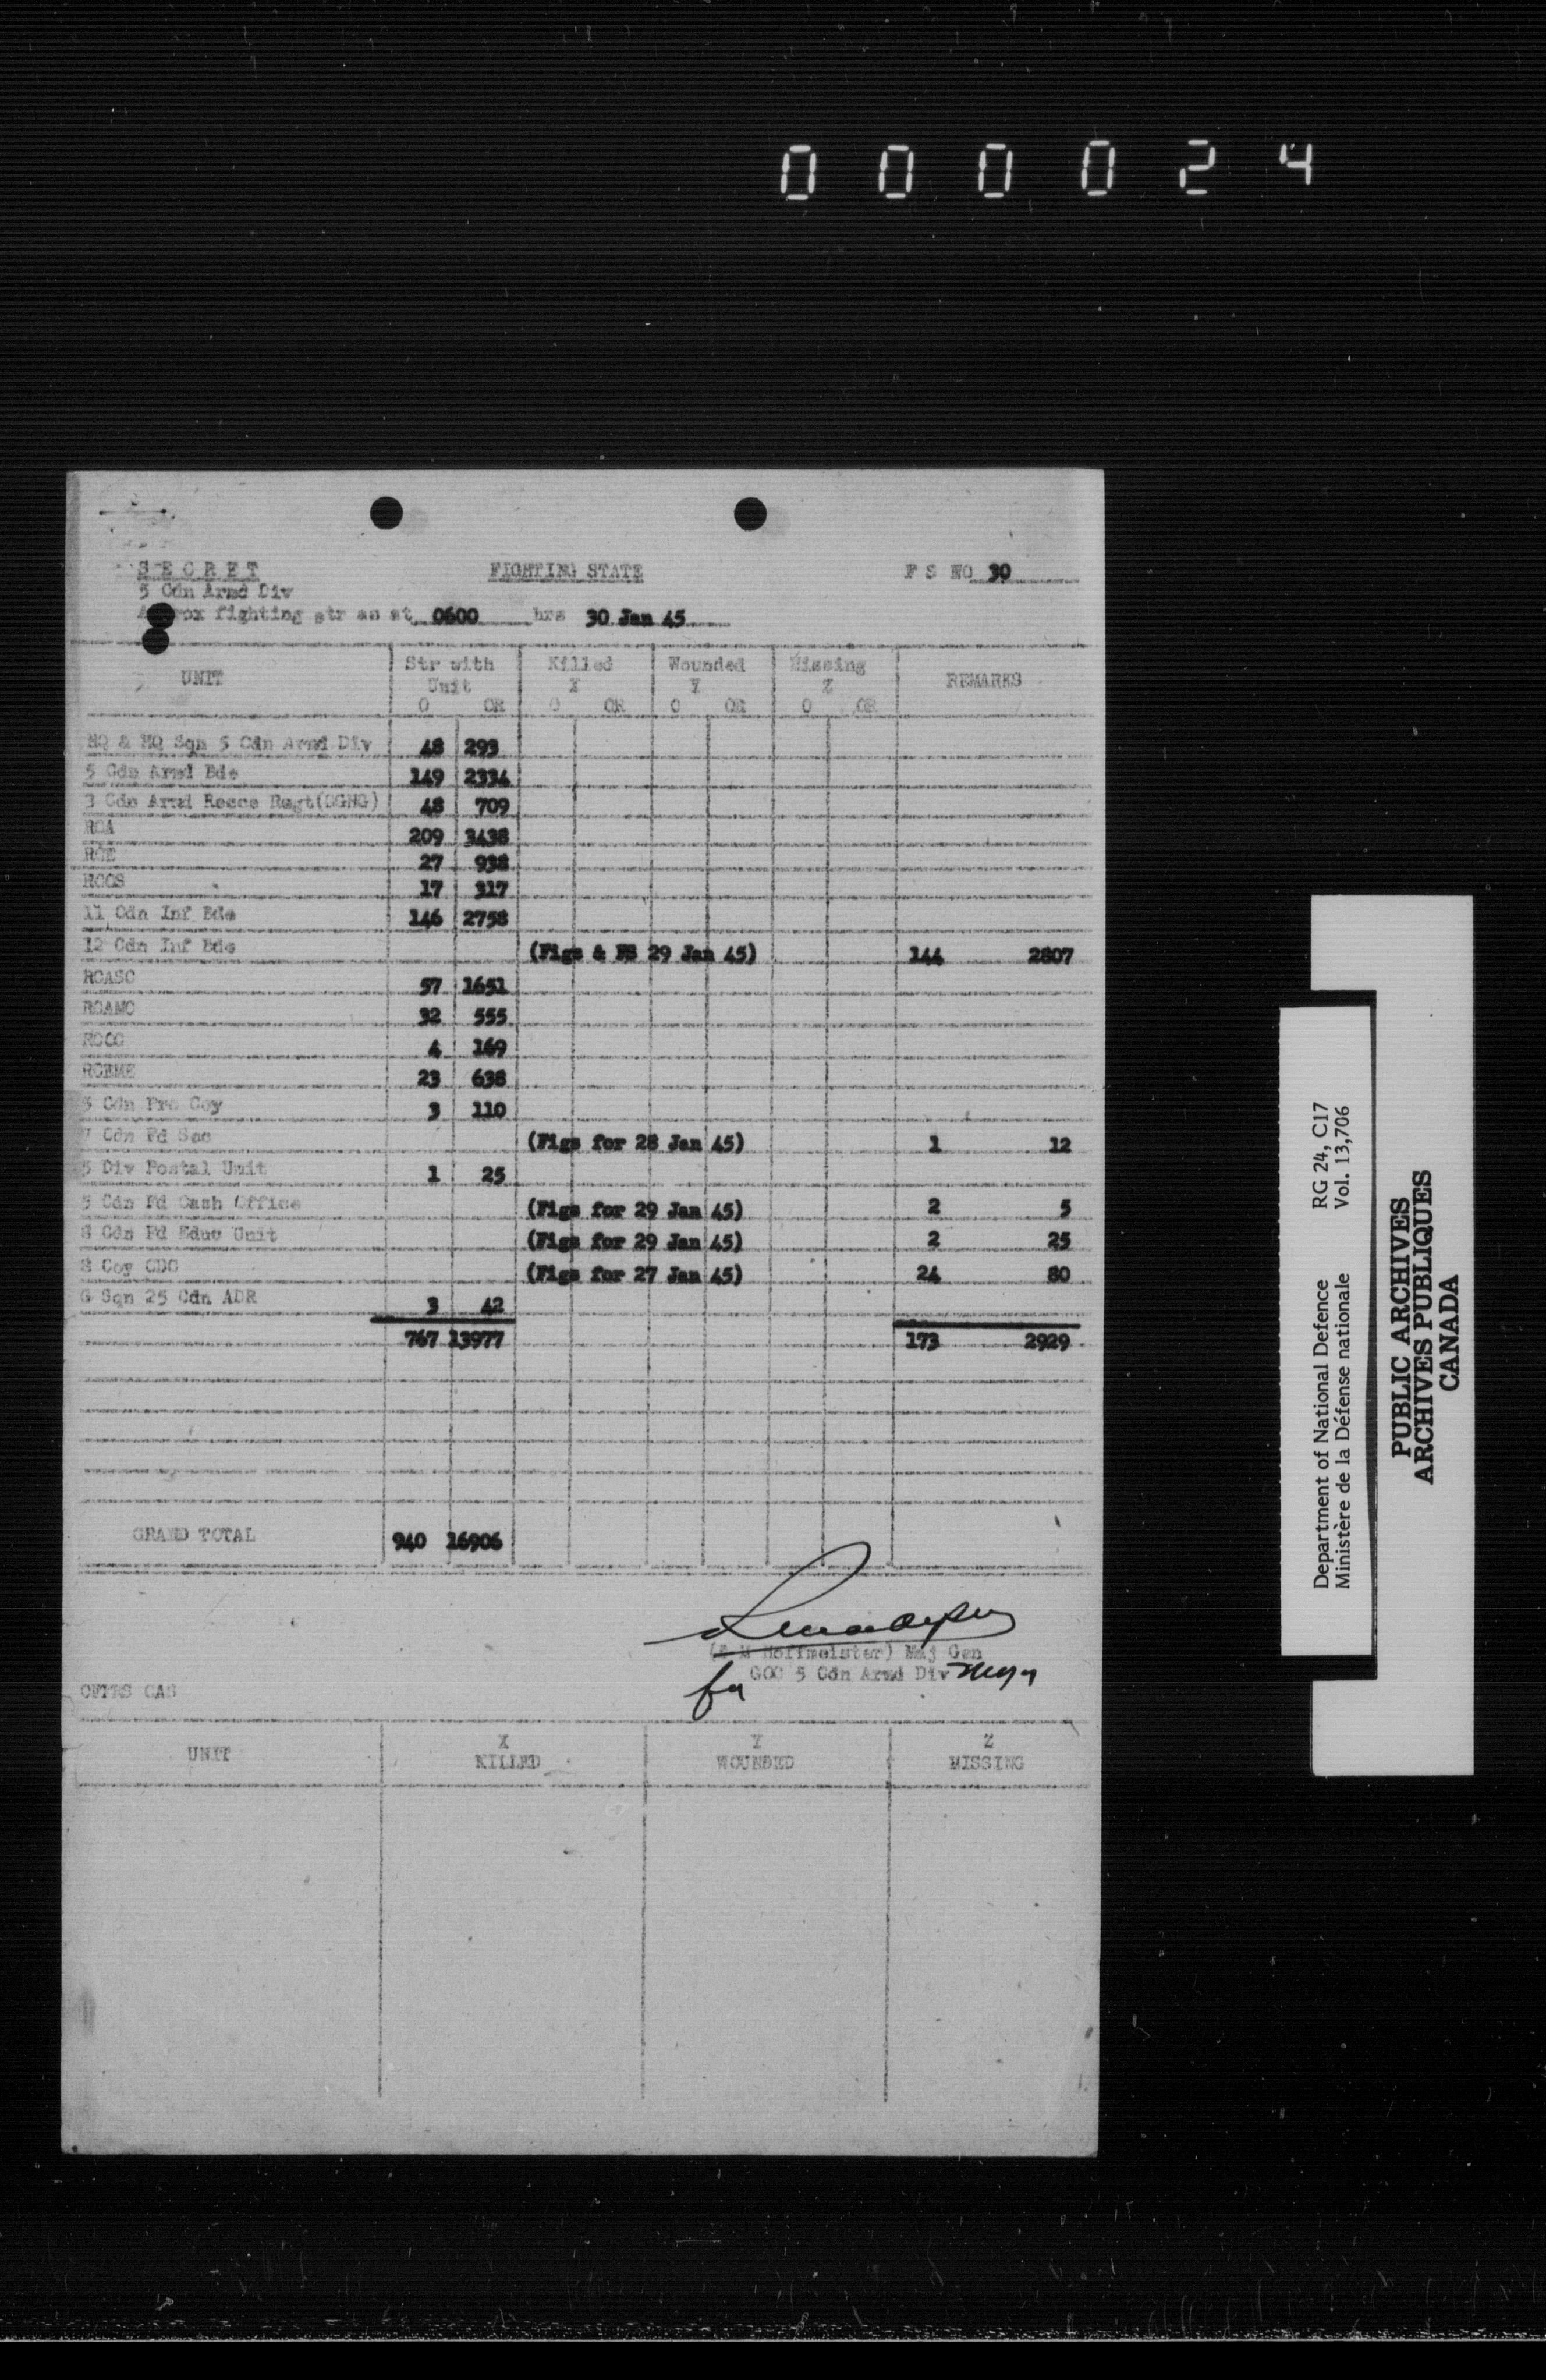 000024
SECRET
FIGHTING STATE
F S NO 30
5 Cdn Armd Div
Approx fighting str as at 0600 hrs 30 Jan 45
UNIT Str with Unit Killed X Wounded Y Missing Z REMARKS
O OR O OR O OR O OR
HQ & HQ Sqn 5 Cdn Armd Div 48 293
5 Cdn Armd Bde 149 2334
3 Cdn Armd Recce Regt(GGHG) 48 709
RCA 209 3438
RCE 27 938
RCCS 17 317
11 Cdn Inf Bde 146 2758
12 Cdn Inf Bde (Figs & FS 29 Jan 45) 144 2807
RCASC 57 1651
RCAMC 32 555
RCOC 4 169
RCEME 23 638
5 Cdn Pro Coy 3 110
7 Cdn Fd Sec (Figs for 28 Jan 45) 1 12
5 Div Postal Unit 1 25
5 Cdn Fd Cash Office (Figs for 29 Jan 45) 2 5
8 Cdn Fd Educ Unit (Figs for 29 Jan 45) 2 25
8 Coy CDC (Figs for 27 Jan 45) 24 80
G Sqn 25 Cdn ADR 3 42
767 13977 173 2929
GRAND TOTAL 940 16906
(B M Hoffmeister) Maj Gen
for GOC 5 Cdn Armd Div
OFFRS CAS
UNIT X KILLED Y WOUNDED Z MISSING
Department of National Defence RG 24, C17
Ministère de la Défense nationale Vol. 13,706
PUBLIC ARCHIVES
ARCHIVES PUBLIQUES
CANADA